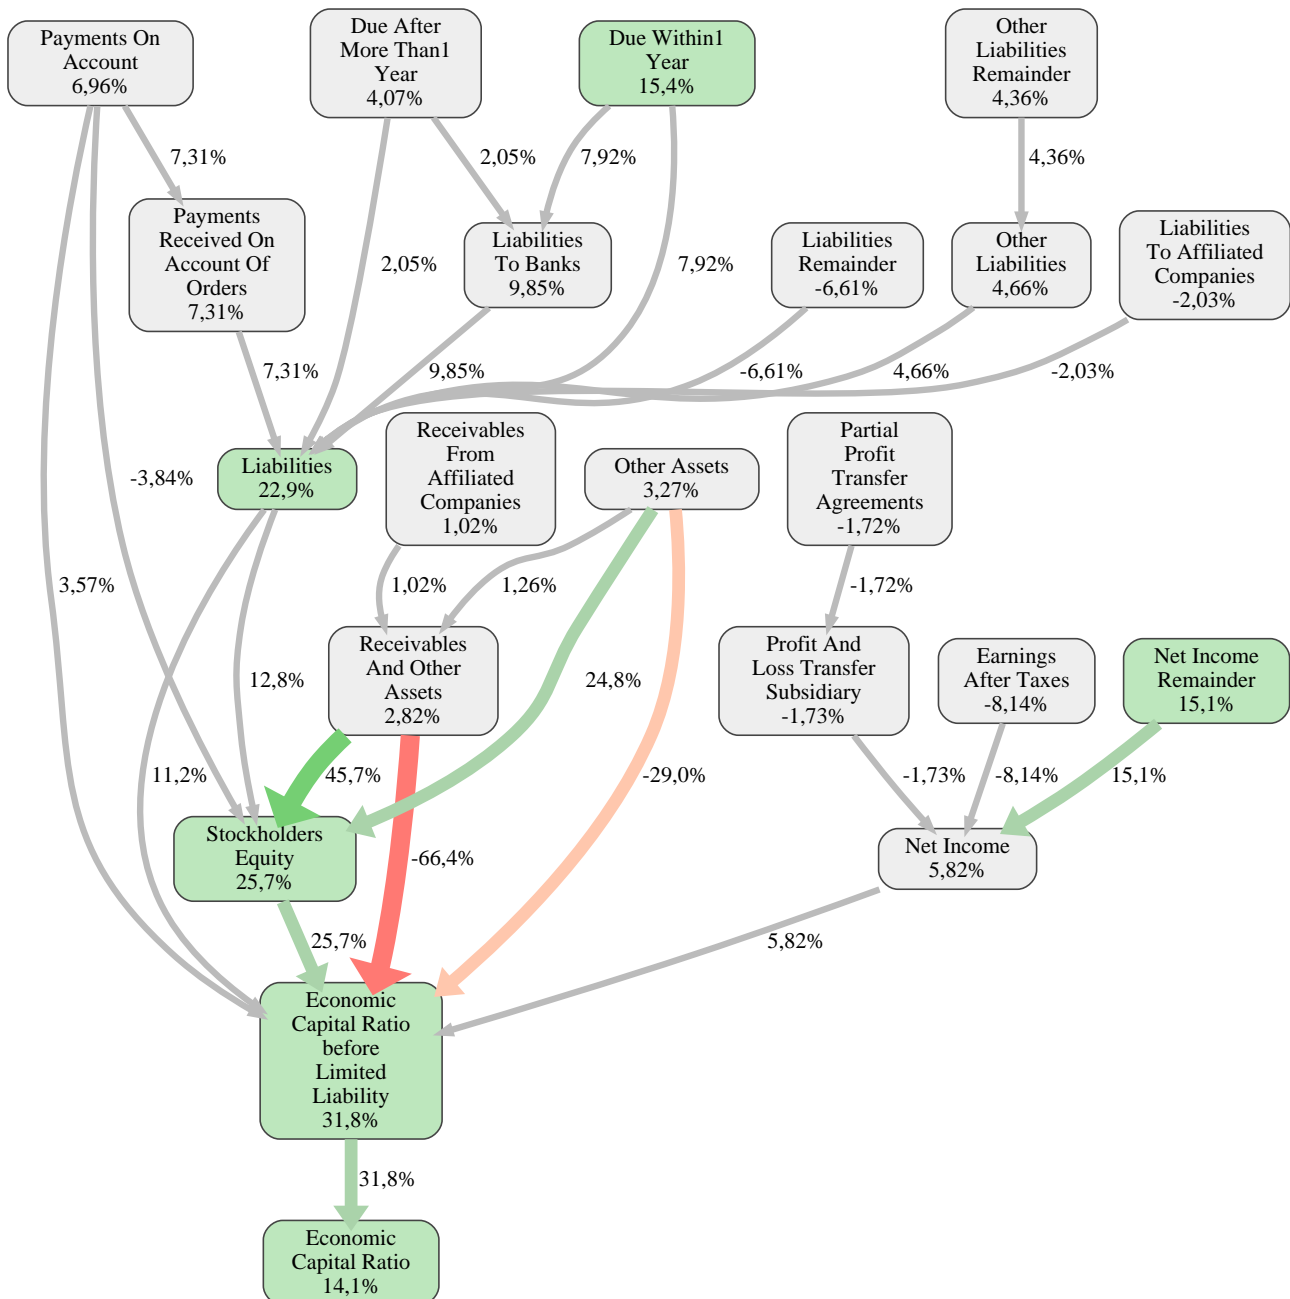 Payments On
Account
6,96%
Due After
More Than1
Year
4,07%
Due Within1
Year
15,4%
Other
Liabilities
Remainder
4,36%
7,31%
2,05%
7,92%
4,36%
Payments
Received On
Account Of
Orders
7,31%
2,05%
Liabilities
To Banks
9,85%
7,92%
Liabilities
Remainder
-6,61%
Other
Liabilities
4,66%
Liabilities
To Affiliated
Companies
-2,03%
7,31%
9,85%
-6,61%
4,66%
-2,03%
-3,84%
Liabilities
22,9%
Receivables
From
Affiliated
Companies
1,02%
Other Assets
3,27%
Partial
Profit
Transfer
Agreements
-1,72%
3,57%
1,02%
1,26%
-1,72%
12,8%
Receivables
And Other
Assets
2,82%
24,8%
Profit And
Loss Transfer
Subsidiary
-1,73%
Earnings
After Taxes
-8,14%
Net Income
Remainder
15,1%
11,2%
45,7%
-29,0%
-1,73%
-8,14%
15,1%
Stockholders
Equity
25,7%
-66,4%
Net Income
5,82%
25,7%
5,82%
Economic
Capital Ratio
before
Limited
Liability
31,8%
31,8%
Economic
Capital Ratio
14,1%